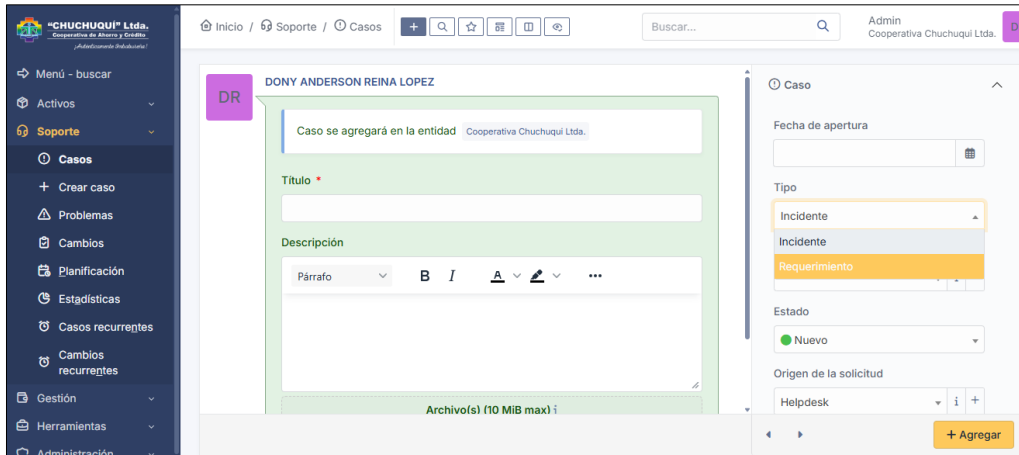 "CHUCHUQUÍ" Ltda.
Cooperativa de Ahorro y Crédito
Menú - buscar
Activos
Soporte
Casos
Crear caso
Problemas
Cambios
Planificación
Estadísticas
Casos recurrentes
Cambios
recurrentes
Gestión
Herramientas
Administración
Inicio / Soporte / Casos
Buscar...
Admin
Cooperativa Chuchuqui Ltda.
D
DR
DONY ANDERSON REINA LOPEZ
Caso se agregará en la entidad Cooperativa Chuchuqui Ltda.
Título *
Descripción
Párrafo B I A ...
Archivo(s) (10 MiB max) i
Caso
Fecha de apertura
Tipo
Incidente
Incidente
Requerimiento
Estado
Nuevo
Origen de la solicitud
Helpdesk i +
+ Agregar